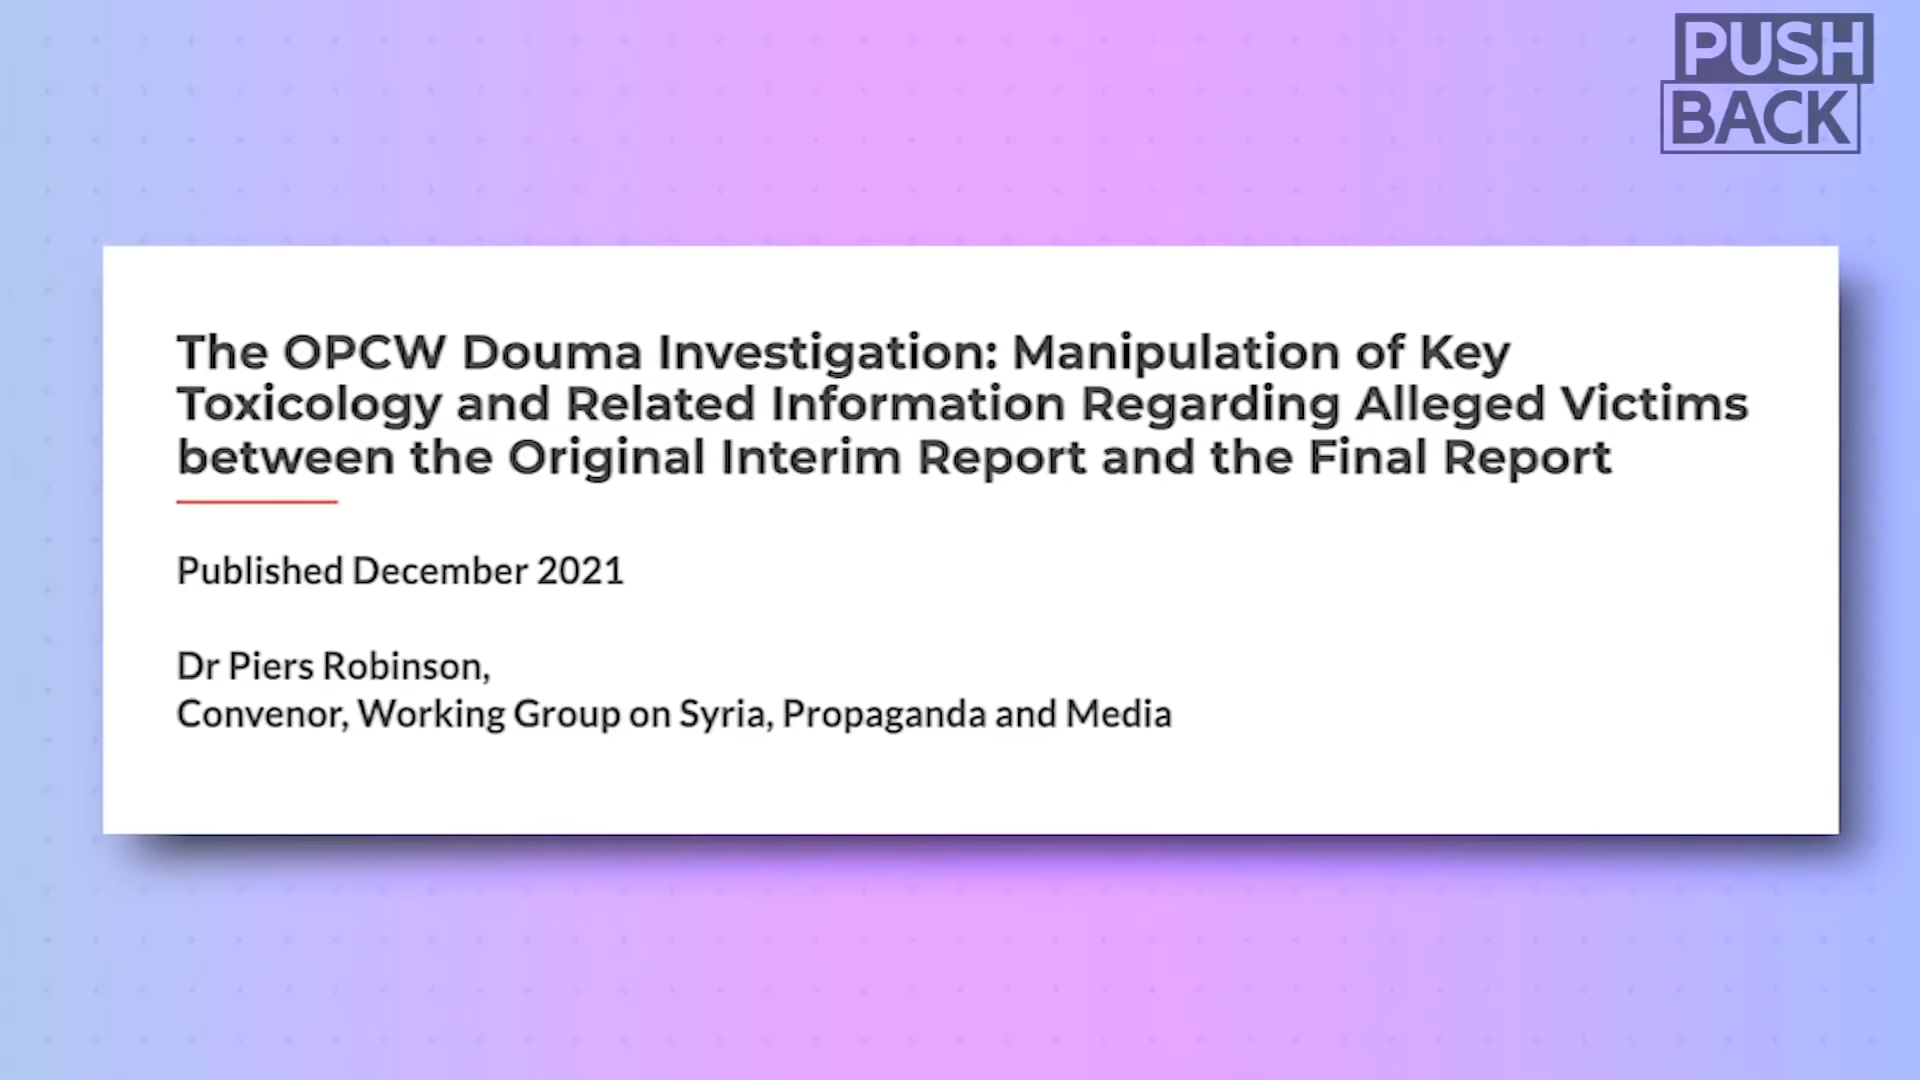 PUSH
BACK
The OPCW Douma Investigation: Manipulation of Key
Toxicology and Related Information Regarding Alleged Victims
between the Original Interim Report and the Final Report
Published December 2021
Dr Piers Robinson,
Convenor, Working Group on Syria, Propaganda and Media